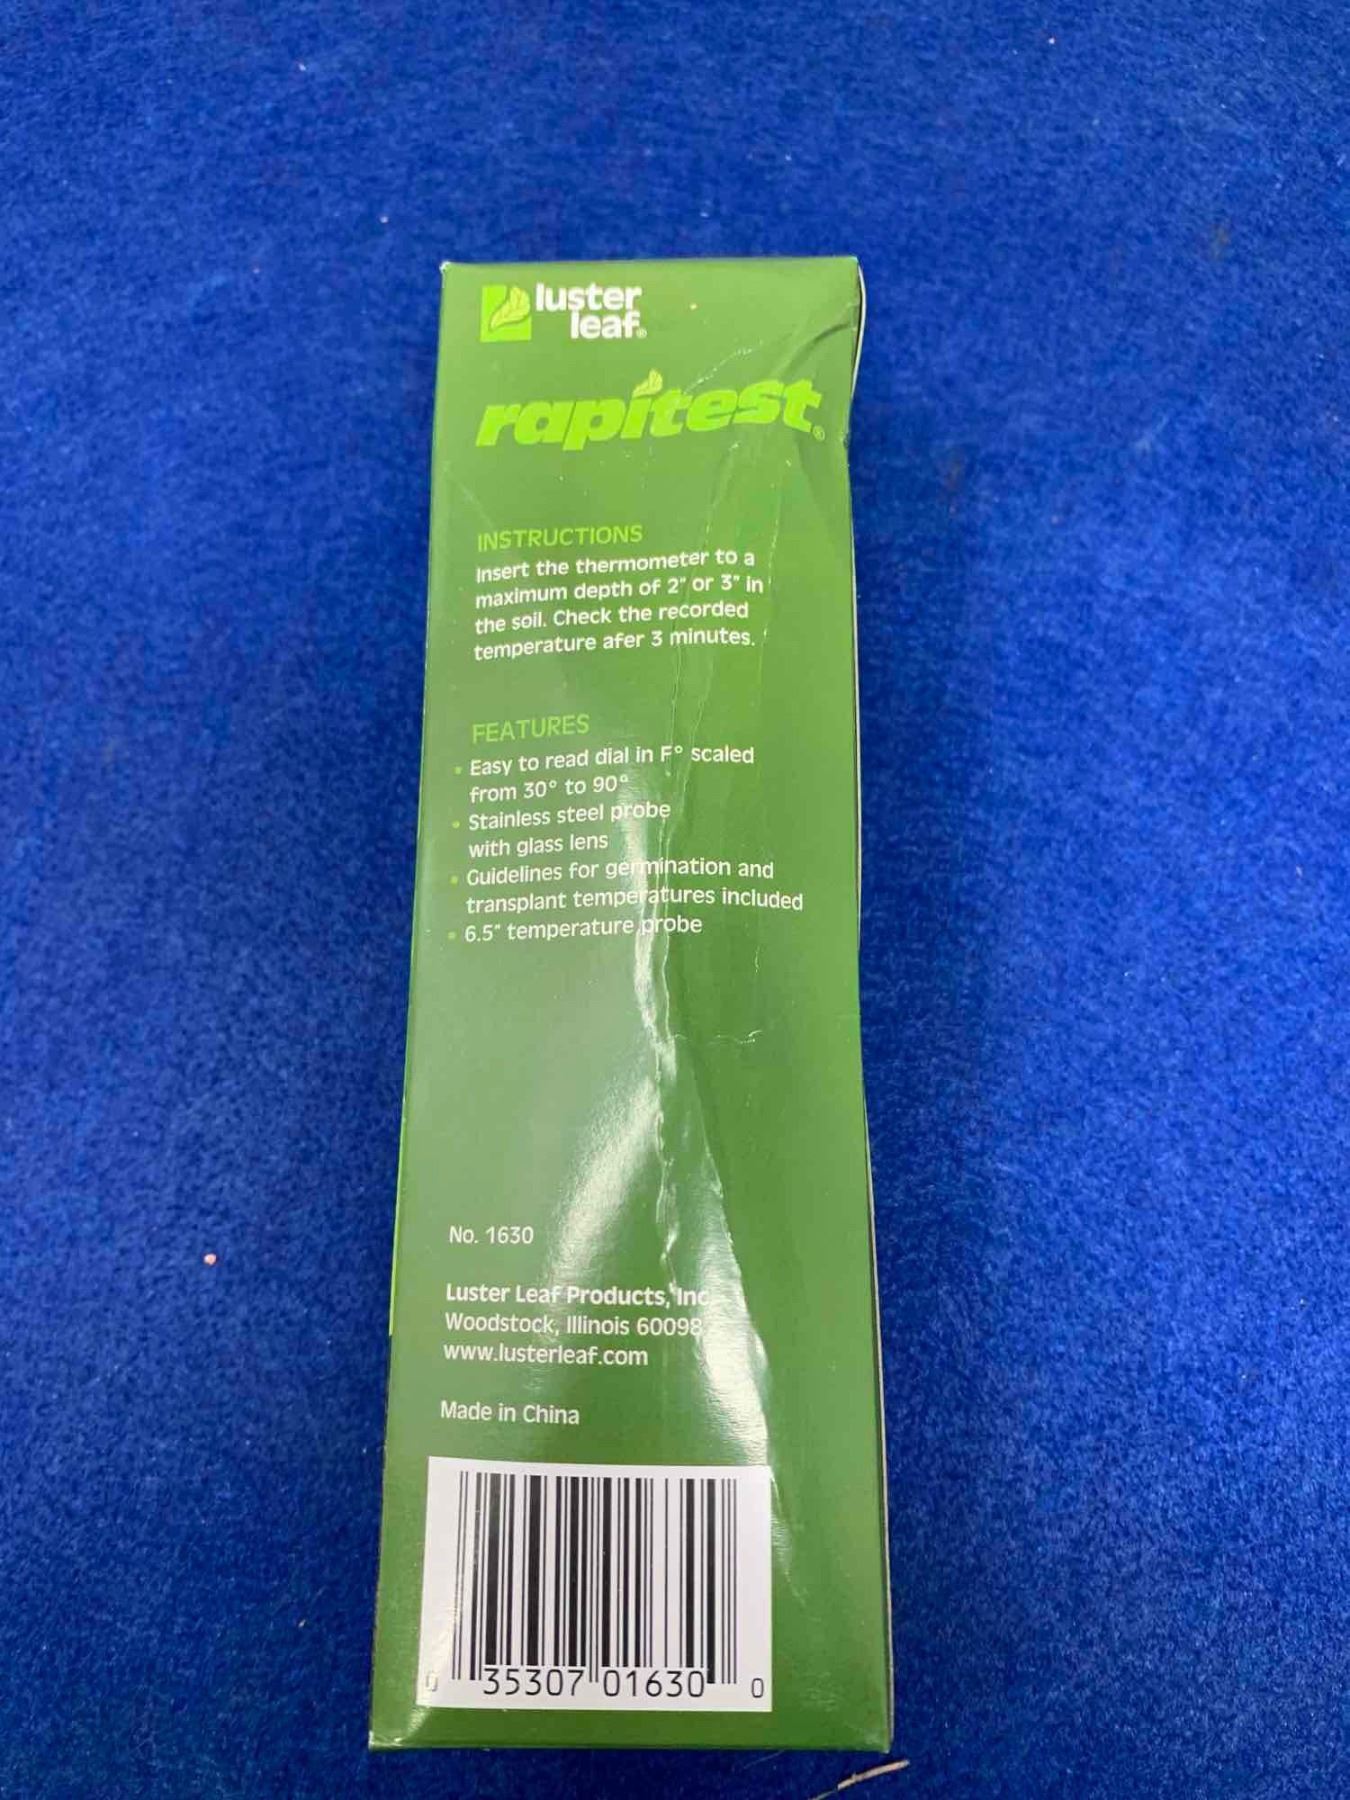 luster
leaf®
rapitest®
INSTRUCTIONS
Insert the thermometer to a
maximum depth of 2" or 3" in
the soil. Check the recorded
temperature afer 3 minutes.
FEATURES
• Easy to read dial in F° scaled
from 30° to 90°
• Stainless steel probe
with glass lens
• Guidelines for germination and
transplant temperatures included
• 6.5" temperature probe
No. 1630
Luster Leaf Products, Inc.
Woodstock, Illinois 60098
www.lusterleaf.com
Made in China
0 35307 01630 0